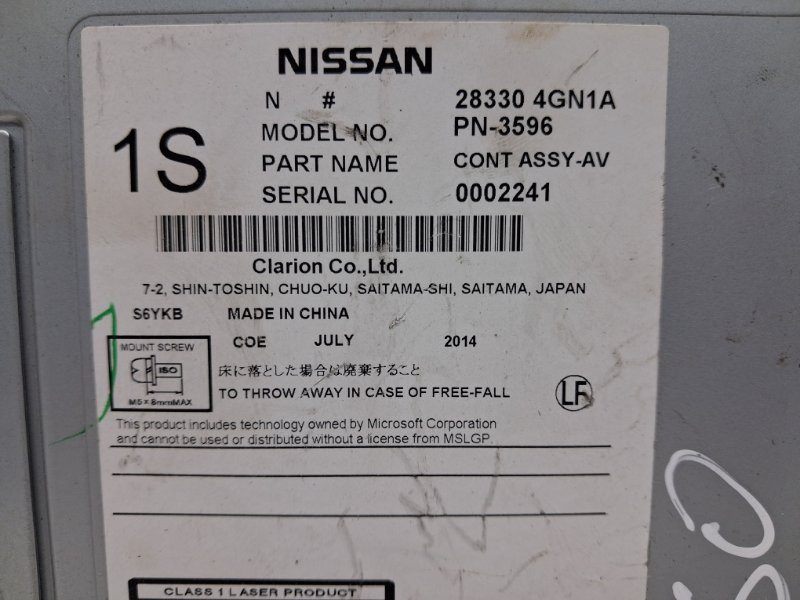 NISSAN
N # 28330 4GN1A
1S
MODEL NO. PN-3596
PART NAME CONT ASSY-AV
SERIAL NO. 0002241
Clarion Co.,Ltd.
7-2, SHIN-TOSHIN, CHUO-KU, SAITAMA-SHI, SAITAMA, JAPAN
S6YKB MADE IN CHINA
COE JULY 2014
MOUNT SCREW
ISO
M5 x 8mmMAX
床に落とした場合は廃棄すること
TO THROW AWAY IN CASE OF FREE-FALL
LF
This product includes technology owned by Microsoft Corporation
and cannot be used or distributed without a license from MSLGP.
CLASS 1 LASER PRODUCT